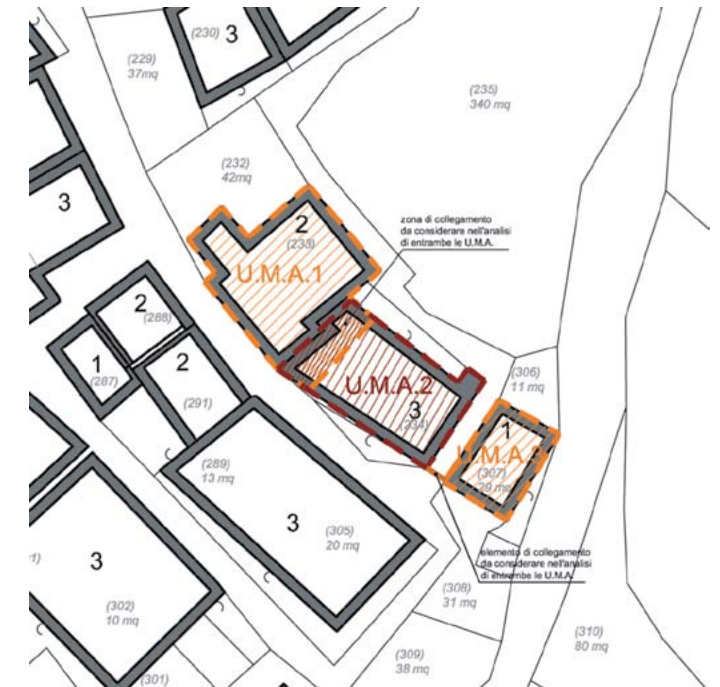 (230)
3
(229)
37mq
(235)
340 mq
(232)
42mq
3
zona di collegamento
da considerare nell'analisi
di entrambe le U.M.A.
2
(233)
U.M.A.1
2
(288)
1
(287)
2
(291)
U.M.A.2
3
(234)
(306)
11 mq
1
U.M.A.3
(307)
29 mq
(289)
13 mq
3
(305)
20 mq
elemento di collegamento
da considerare nell'analisi
di entrambe le U.M.A.
3
(302)
10 mq
(308)
31 mq
(309)
38 mq
(310)
80 mq
(301)